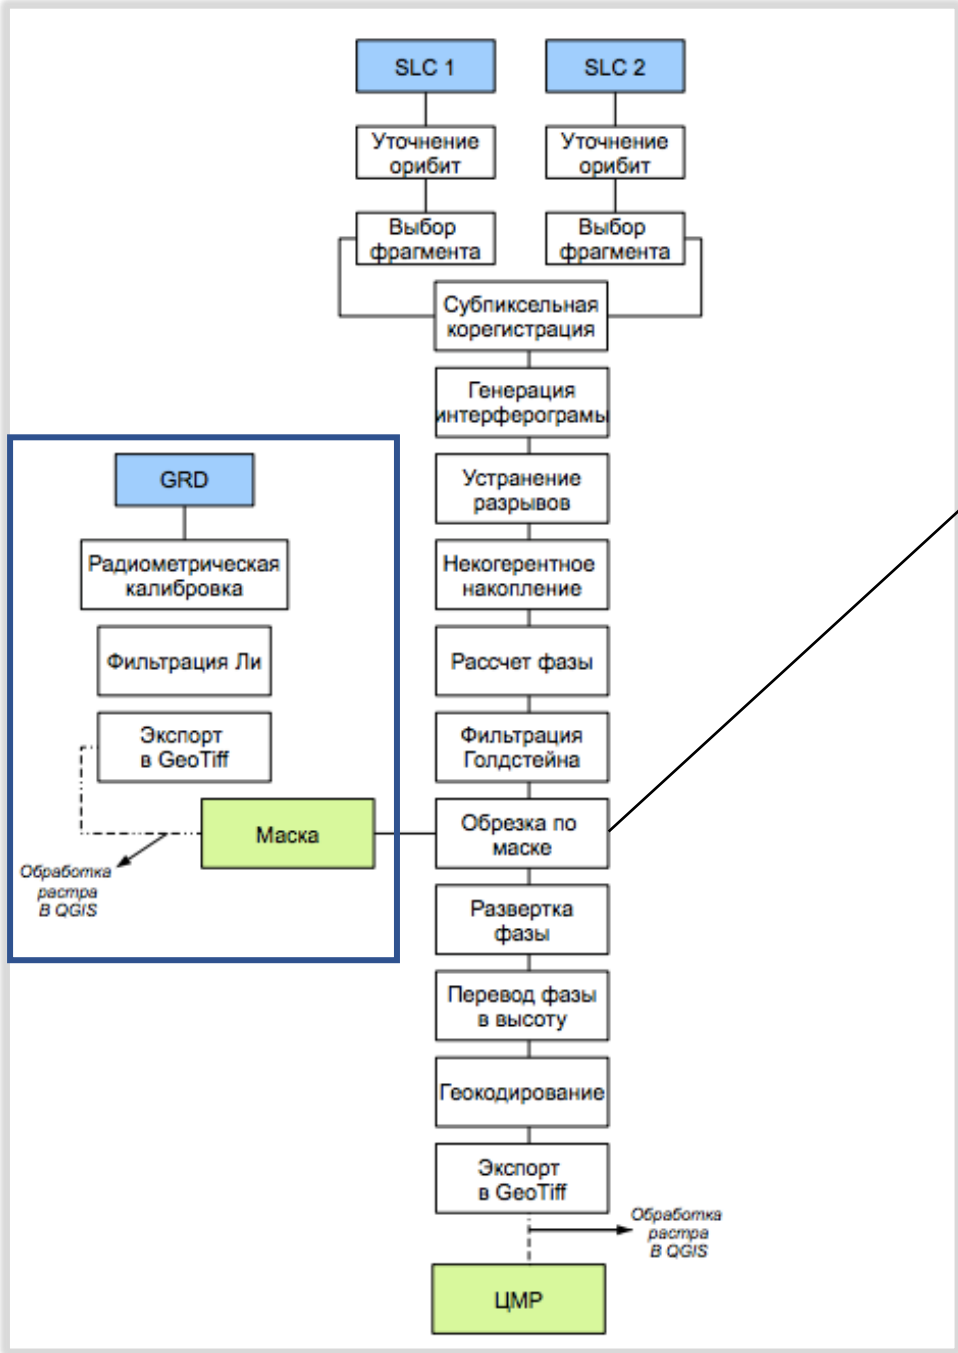 SLC 1
SLC 2
Уточнение
орибит
Уточнение
орибит
Выбор
фрагмента
Выбор
фрагмента
Субпиксельная
корегистрация
Генерация
интерферограмы
GRD
Устранение
разрывов
Радиометрическая
калибровка
Некогерентное
накопление
Фильтрация Ли
Рассчет фазы
Экспорт
в GeoTiff
Фильтрация
Голдстейна
Маска
Обрезка по
маске
Обработка
растра
В QGIS
Развертка
фазы
Перевод фазы
в высоту
Геокодирование
Экспорт
в GeoTiff
Обработка
растра
В QGIS
ЦМР